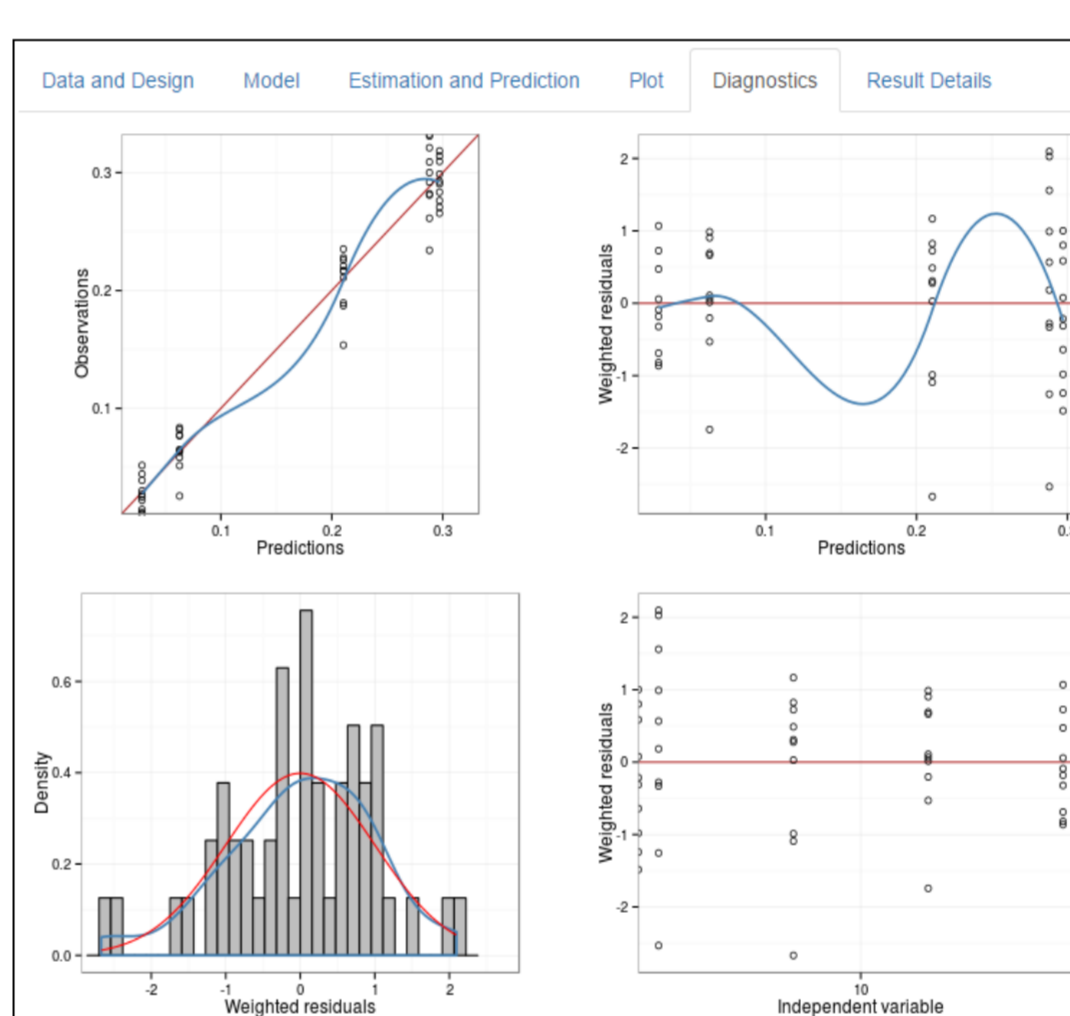 Data and Design Model Estimation and Prediction Plot Diagnostics Result Details
0.3
0.2
0.1
Observations
0.1 0.2 0.3
Predictions
2
1
0
-1
-2
Weighted residuals
0.1 0.2
Predictions
0.6
0.4
0.2
0.0
Density
-2 -1 0 1 2
Weighted residuals
2
1
0
-1
-2
Weighted residuals
10
Independent variable